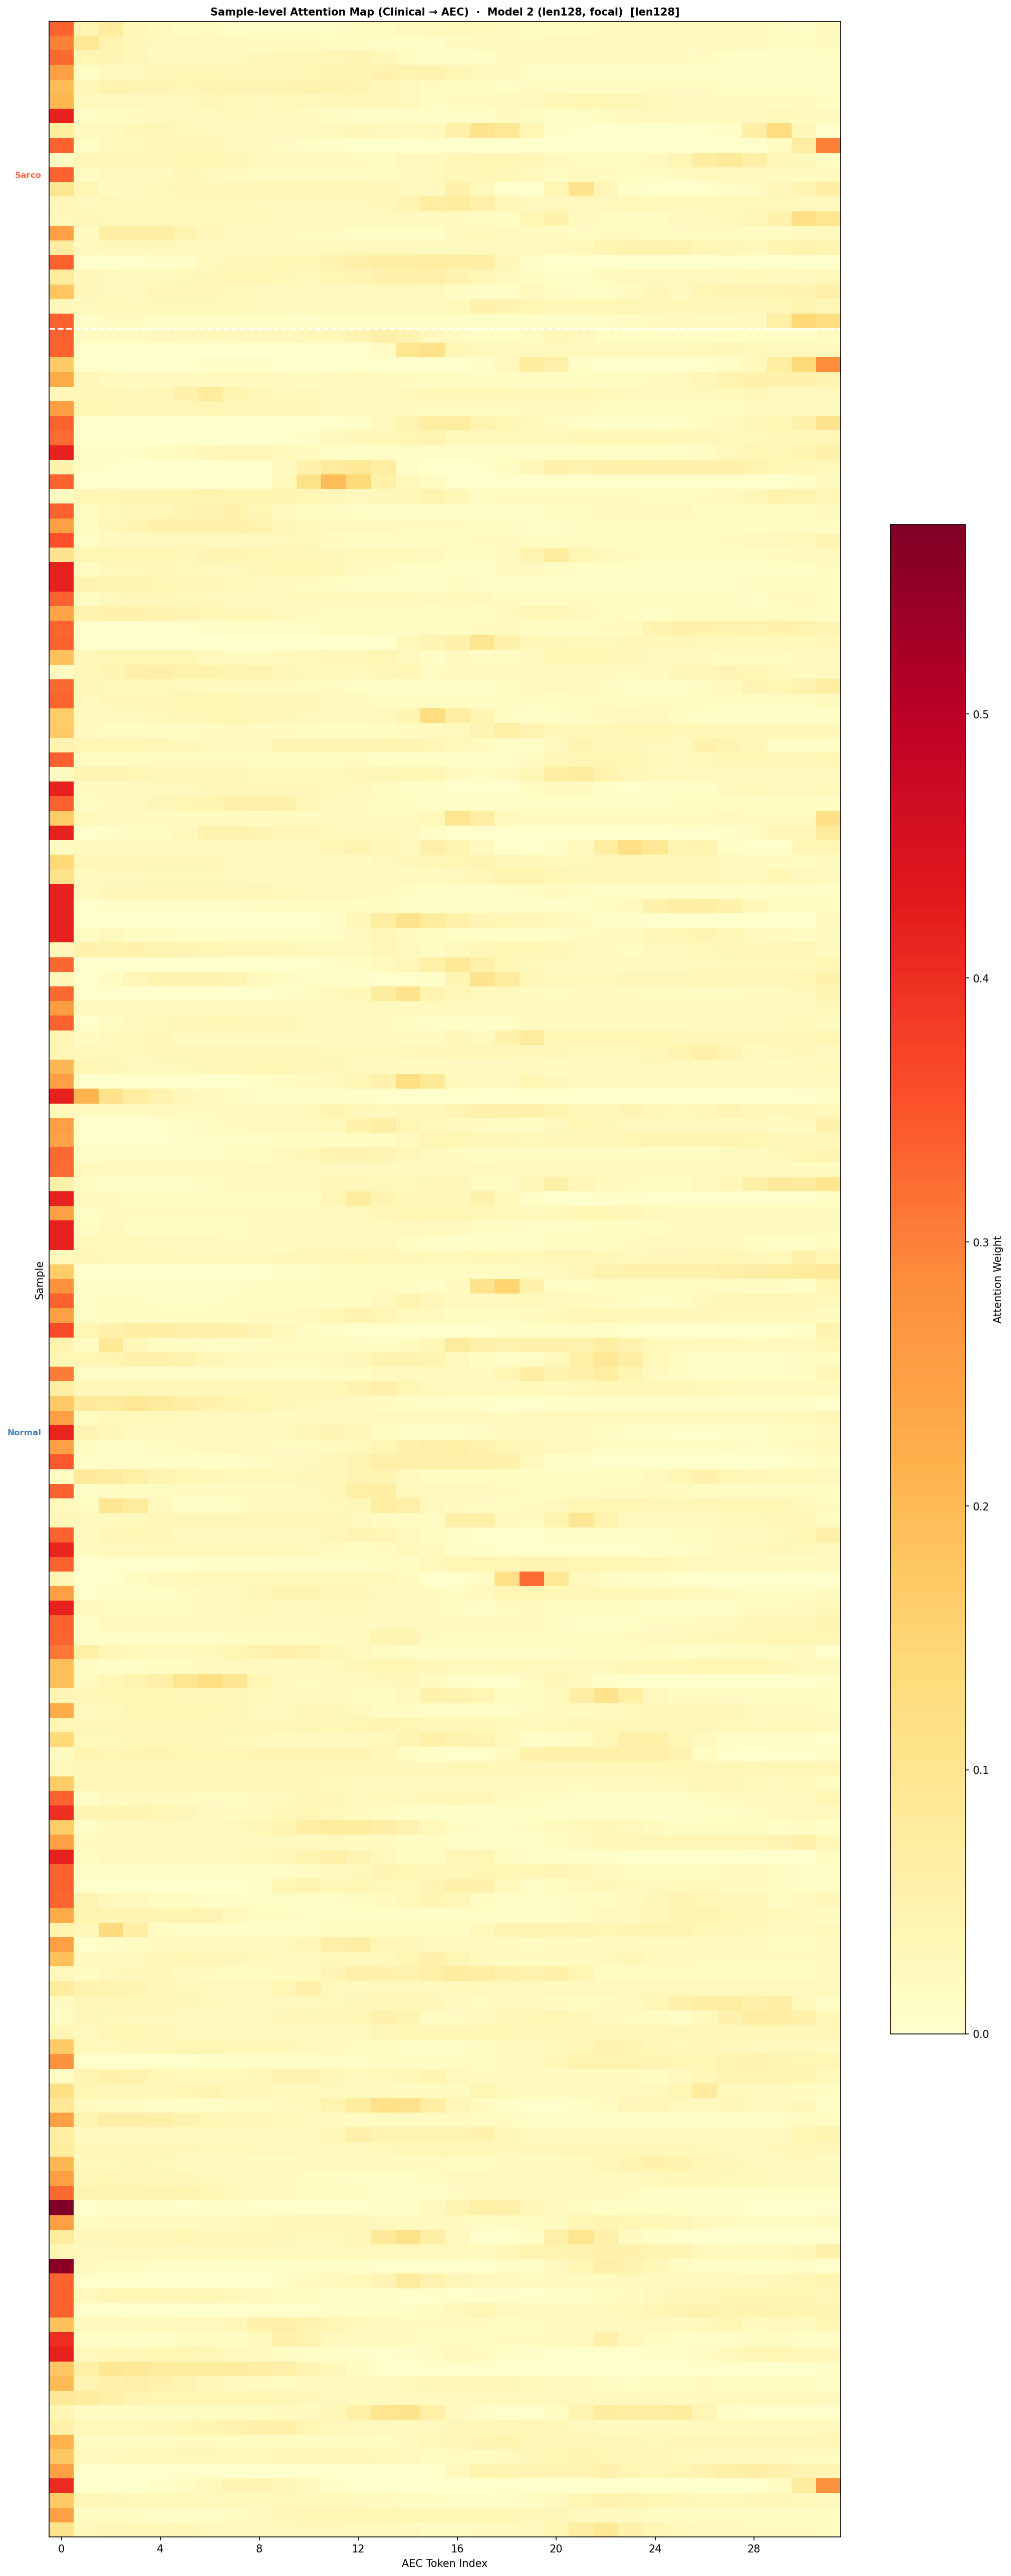 Sample-level Attention Map (Clinical → AEC)  ·  Model 2 (len128, focal)  [len128]
Sarco
Sample
Normal
0 4 8 12 16 20 24 28
AEC Token Index
0.5
0.4
0.3
0.2
0.1
0.0
Attention Weight